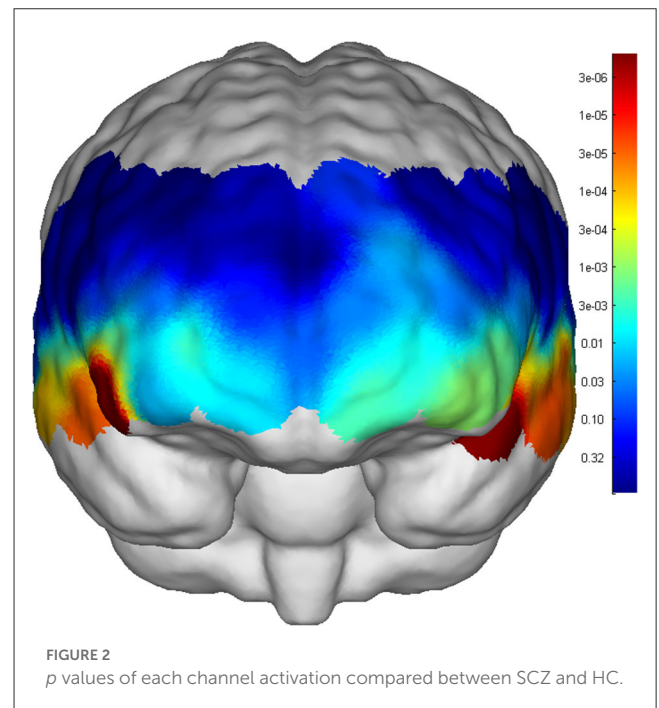 3e-06
1e-05
3e-05
1e-04
3e-04
1e-03
3e-03
0.01
0.03
0.10
0.32
FIGURE 2
p values of each channel activation compared between SCZ and HC.